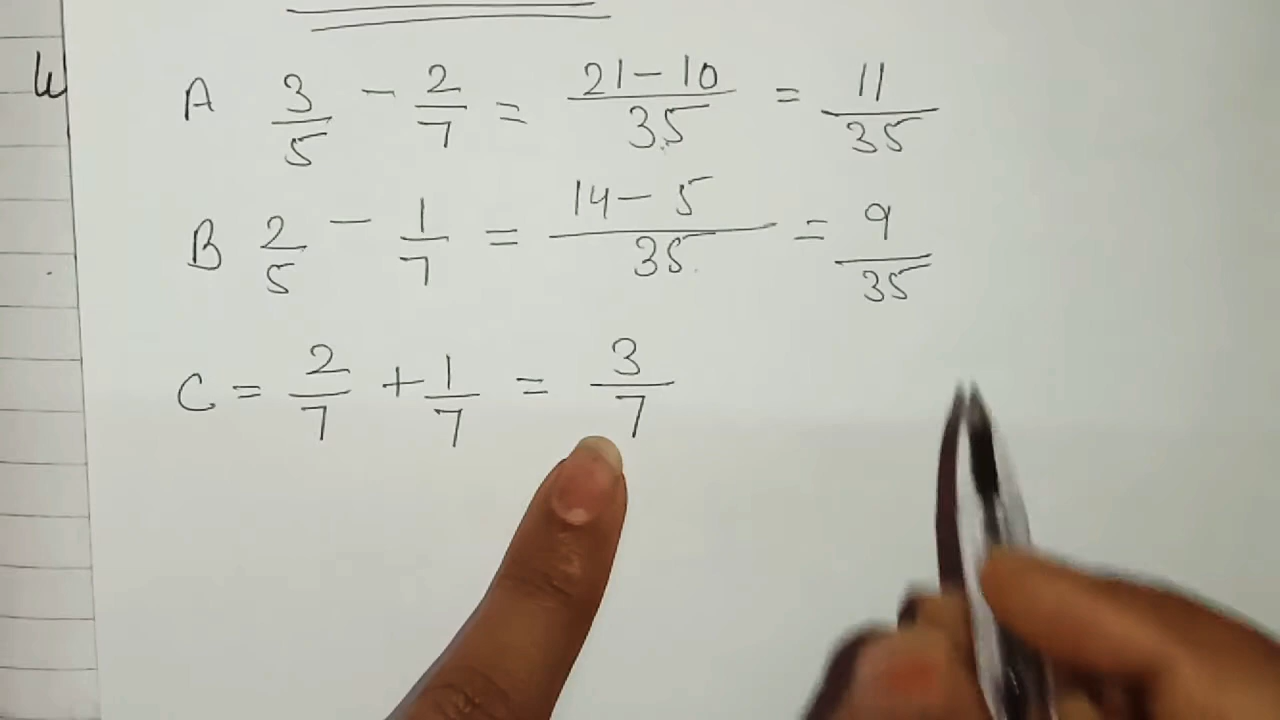 A 3/5 - 2/7 = 21-10/35 = 11/35
B 2/5 - 1/7 = 14-5/35 = 9/35
C = 2/7 + 1/7 = 3/7